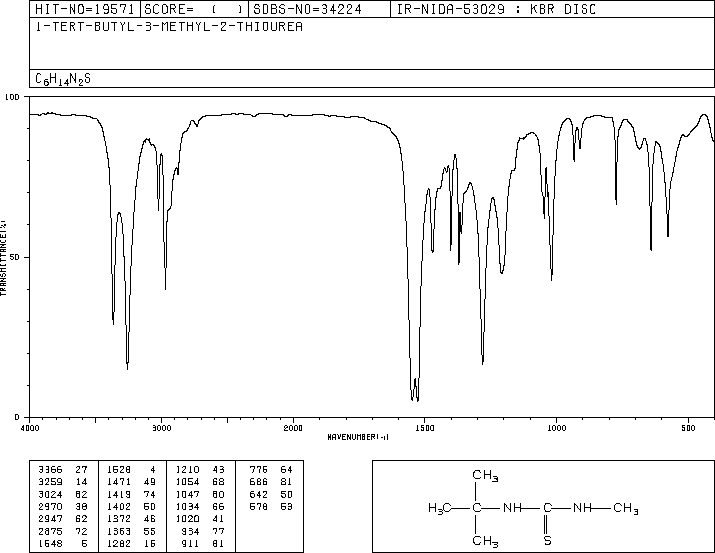 HIT-NO=19571 SCORE= ( ) SDBS-NO=34224 IR-NIDA-53029 : KBR DISC
1-TERT-BUTYL-3-METHYL-2-THIOUREA
C6H14N2S
100
TRANSMITTANCE(%)
50
0
4000 3000 2000 1500 1000 500
WAVENUMBER(-1)
3366 27 1528 4 1210 43 776 64
3259 14 1471 49 1054 68 686 81
3024 62 1419 74 1047 60 642 50
2970 38 1402 50 1034 66 578 53
2947 62 1372 46 1020 41
2875 72 1363 55 934 77
1548 5 1282 16 911 81
CH3
H3C C NH C NH CH3
CH3 S